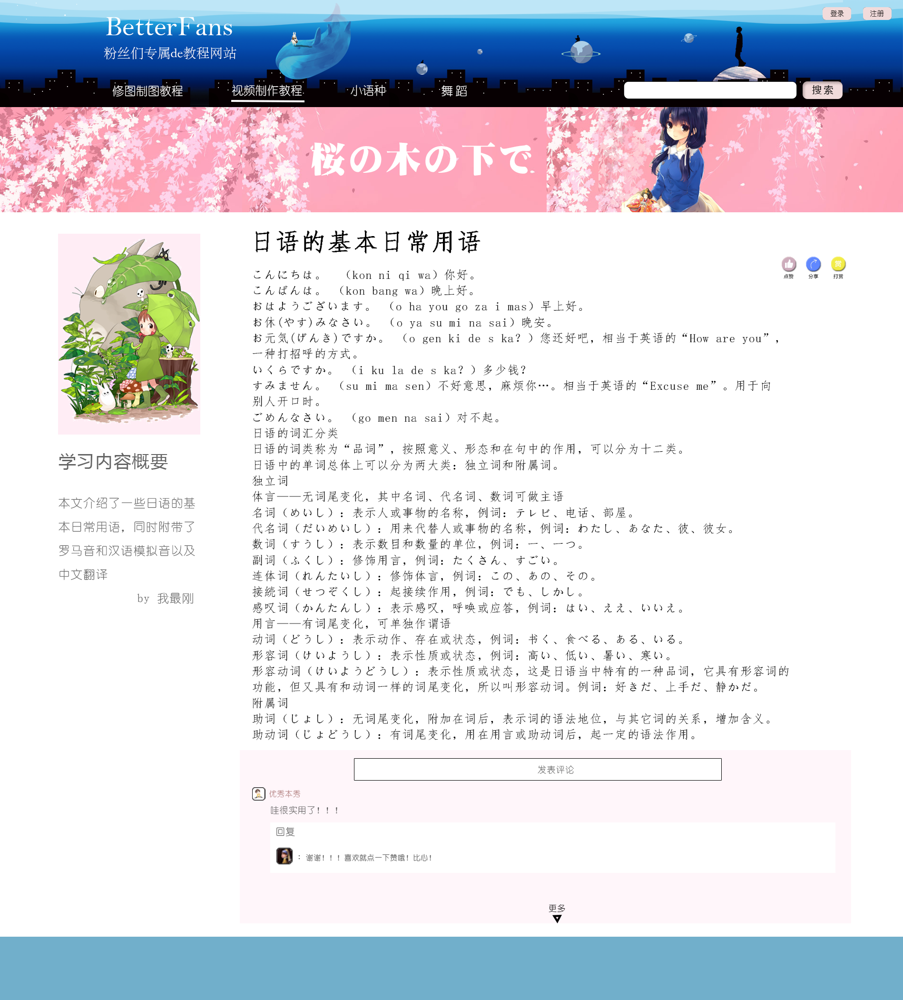 登录 注册
BetterFans
粉丝们专属de教程网站
修图制图教程 视频制作教程 小语种 舞蹈 搜索
桜の木の下で
日语的基本日常用语
赏
点赞 分享 打赏
こんにちは。 （kon ni qi wa）你好。
こんばんは。 （kon bang wa）晚上好。
おはようございます。 （o ha you go za i mas）早上好。
お休(やす)みなさい。 （o ya su mi na sai）晚安。
お元気(げんき)ですか。 （o gen ki de s ka？）您还好吧，相当于英语的“How are you”，
一种打招呼的方式。
いくらですか。 （i ku la de s ka？）多少钱？
すみません。 （su mi ma sen）不好意思，麻烦你…。相当于英语的“Excuse me”。用于向
别人开口时。
ごめんなさい。 （go men na sai）对不起。
日语的词汇分类
日语的词类称为“品词”，按照意义、形态和在句中的作用，可以分为十二类。
日语中的单词总体上可以分为两大类：独立词和附属词。
独立词
体言——无词尾变化，其中名词、代名词、数词可做主语
名词（めいし）：表示人或事物的名称，例词：テレビ、电话、部屋。
代名词（だいめいし）：用来代替人或事物的名称，例词：わたし、あなた、彼、彼女。
数词（すうし）：表示数目和数量的单位，例词：一、一つ。
副词（ふくし）：修饰用言，例词：たくさん、すごい。
连体词（れんたいし）：修饰体言，例词：この、あの、その。
接続词（せつぞくし）：起接续作用，例词：でも、しかし。
感叹词（かんたんし）：表示感叹，呼唤或应答，例词：はい、ええ、いいえ。
用言——有词尾变化，可单独作谓语
动词（どうし）：表示动作、存在或状态，例词：书く、食べる、ある、いる。
形容词（けいようし）：表示性质或状态，例词：高い、低い、暑い、寒い。
形容动词（けいようどうし）：表示性质或状态，这是日语当中特有的一种品词，它具有形容词的
功能，但又具有和动词一样的词尾变化，所以叫形容动词。例词：好きだ、上手だ、静かだ。
附属词
助词（じょし）：无词尾变化，附加在词后，表示词的语法地位，与其它词的关系，增加含义。
助动词（じょどうし）：有词尾变化，用在用言或助动词后，起一定的语法作用。
学习内容概要
本文介绍了一些日语的基
本日常用语，同时附带了
罗马音和汉语模拟音以及
中文翻译
by 我最刚
发表评论
优秀本秀
哇很实用了！！！
回复
：谢谢！！！喜欢就点一下赞哦！比心！
更多